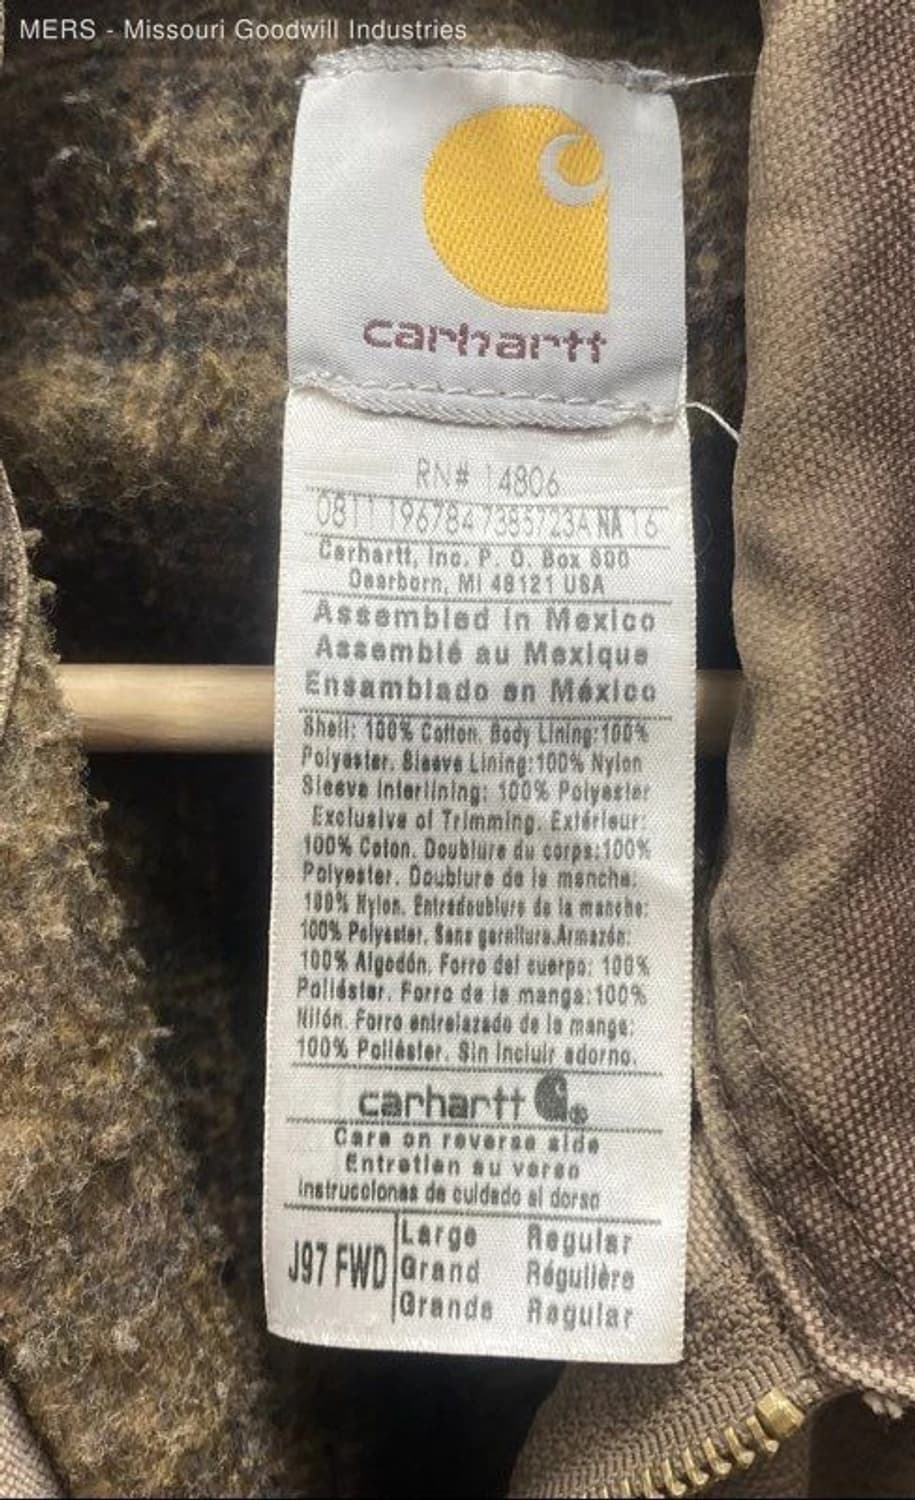 MERS - Missouri Goodwill Industries
carhartt
RN# 14806
0811 196784 7385723A NA 16
Carhartt, Inc. P. O. Box 600
Dearborn, MI 48121 USA
Assembled in Mexico
Assemblé au Mexique
Ensamblado en México
Shell: 100% Cotton. Body Lining:100%
Polyester. Sleeve Lining:100% Nylon
Sleeve Interlining: 100% Polyester
Exclusive of Trimming. Extérieur:
100% Coton. Doublure du corps:100%
Polyester. Doublure de la manche:
100% Nylon. Entredoublure de la manche:
100% Polyester. Sans garniture.Armazón:
100% Algodón. Forro del cuerpo: 100%
Poliéster. Forro de la manga:100%
Nilón. Forro entrelazado de la manga:
100% Poliéster. Sin incluir adorno.
carhartt ®
Care on reverse side
Entretien au verso
Instrucciones de cuidado al dorso
J97 FWD
Large Regular
Grand Régulière
Grande Regular